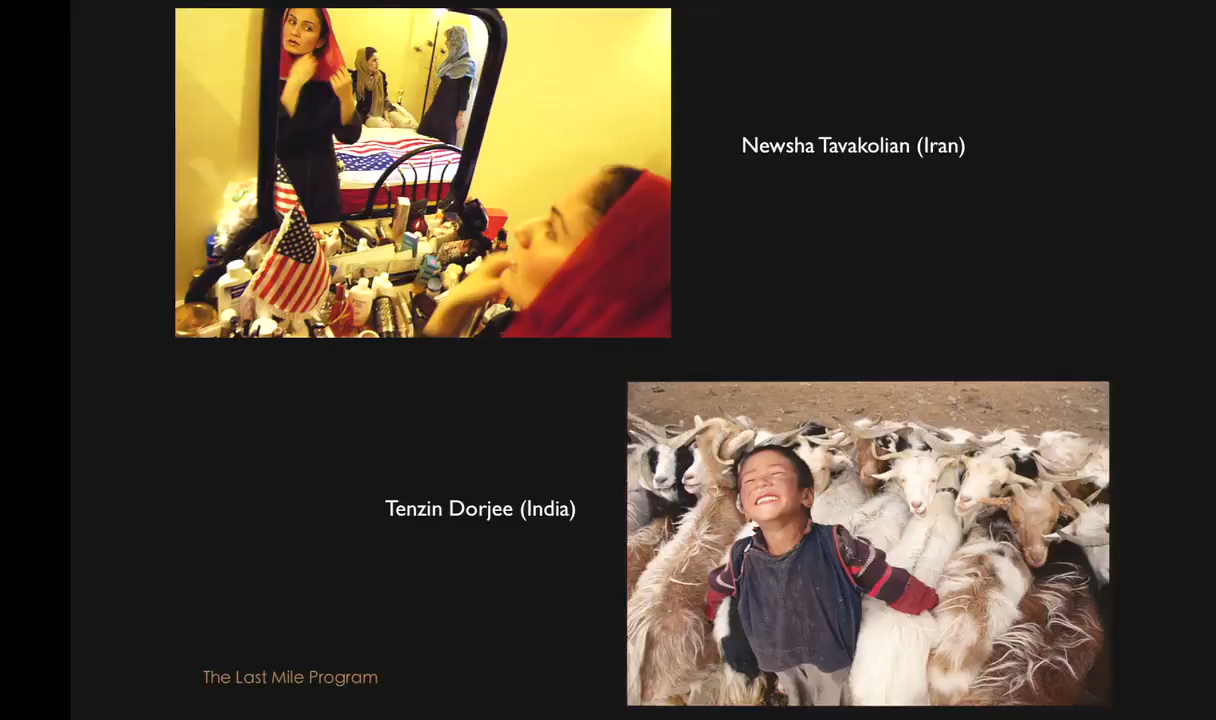 Newsha Tavakolian (Iran)
Tenzin Dorjee (India)
The Last Mile Program